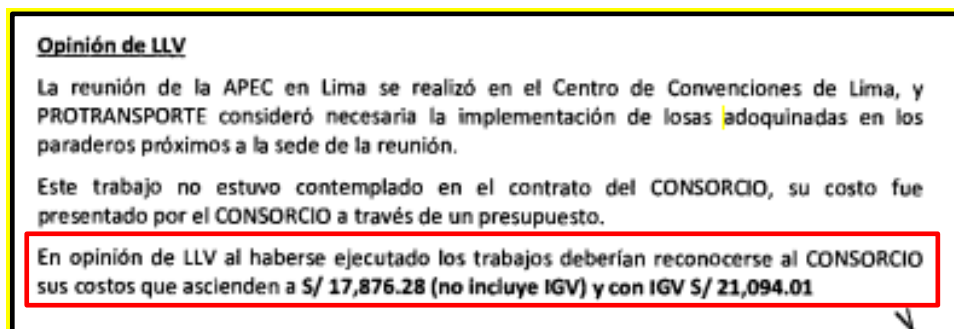 Opinión de LLV
La reunión de la APEC en Lima se realizó en el Centro de Convenciones de Lima, y
PROTRANSPORTE consideró necesaria la implementación de losas adoquinadas en los
paraderos próximos a la sede de la reunión.
Este trabajo no estuvo contemplado en el contrato del CONSORCIO, su costo fue
presentado por el CONSORCIO a través de un presupuesto.
En opinión de LLV al haberse ejecutado los trabajos deberían reconocerse al CONSORCIO
sus costos que ascienden a S/ 17,876.28 (no incluye IGV) y con IGV S/ 21,094.01